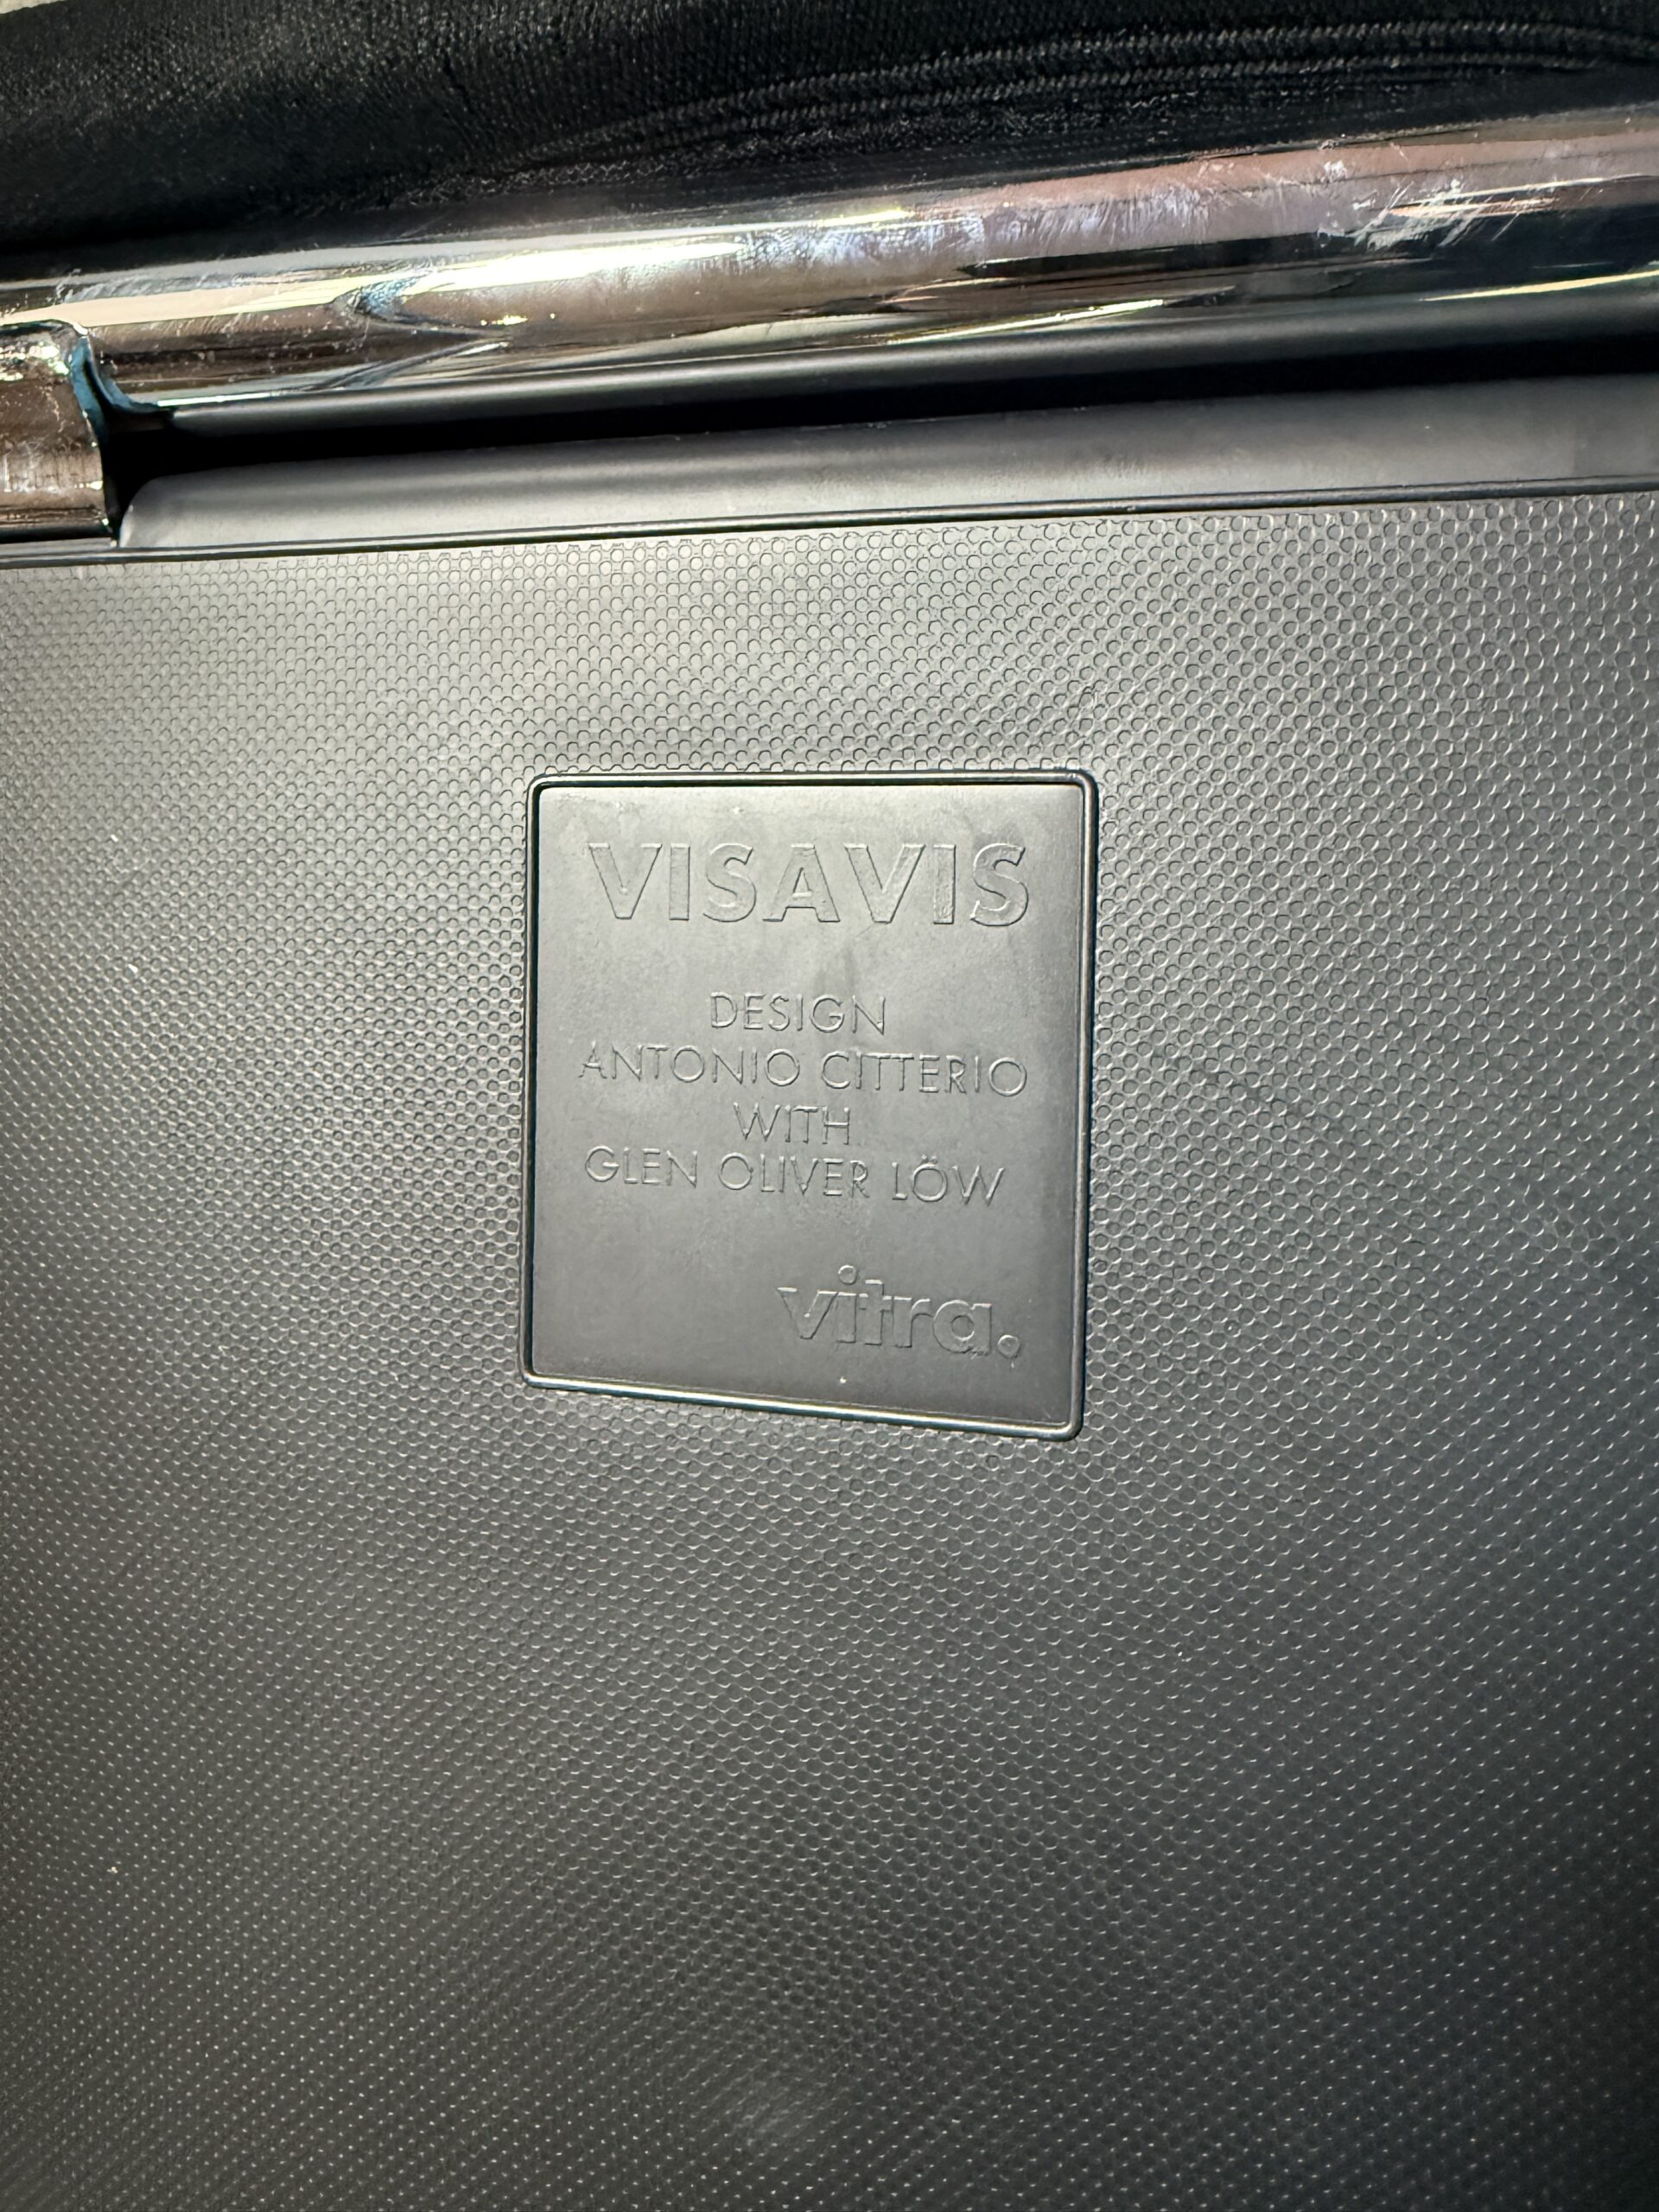 VISAVIS
DESIGN
ANTONIO CITTERIO
WITH
GLEN OLIVER LÖW
vitra.